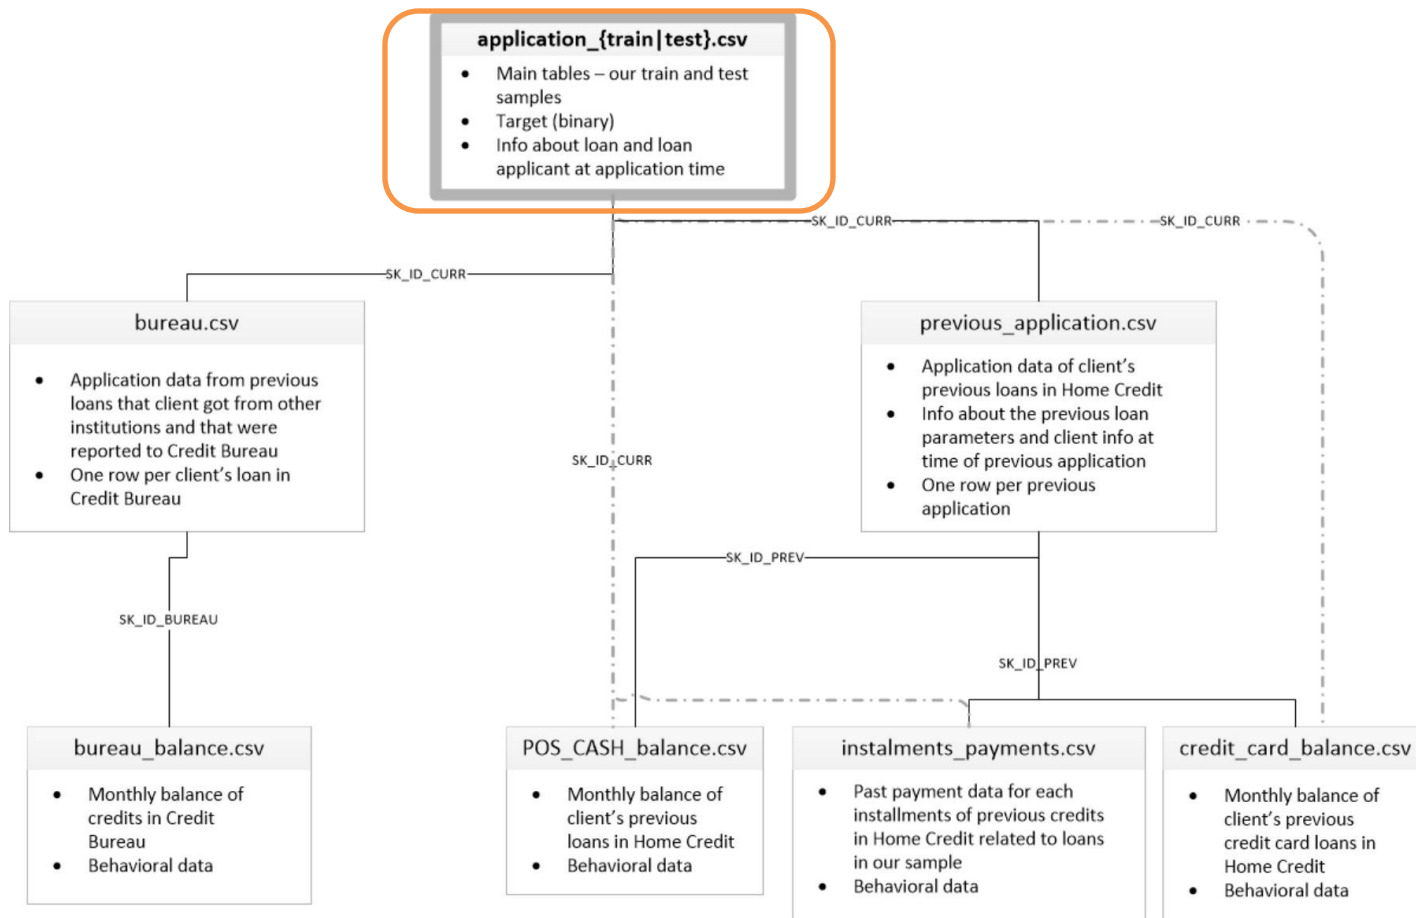 application_{train|test}.csv
• Main tables – our train and test
samples
• Target (binary)
• Info about loan and loan
applicant at application time
SK_ID_CURR
SK_ID_CURR
SK_ID_CURR
bureau.csv
• Application data from previous
loans that client got from other
institutions and that were
reported to Credit Bureau
• One row per client's loan in
Credit Bureau
previous_application.csv
• Application data of client's
previous loans in Home Credit
• Info about the previous loan
parameters and client info at
time of previous application
• One row per previous
application
SK_ID_CURR
SK_ID_PREV
SK_ID_BUREAU
SK_ID_PREV
bureau_balance.csv
• Monthly balance of
credits in Credit
Bureau
• Behavioral data
POS_CASH_balance.csv
• Monthly balance of
client's previous
loans in Home Credit
• Behavioral data
instalments_payments.csv
• Past payment data for each
installments of previous credits
in Home Credit related to loans
in our sample
• Behavioral data
credit_card_balance.csv
• Monthly balance of
client's previous
credit card loans in
Home Credit
• Behavioral data